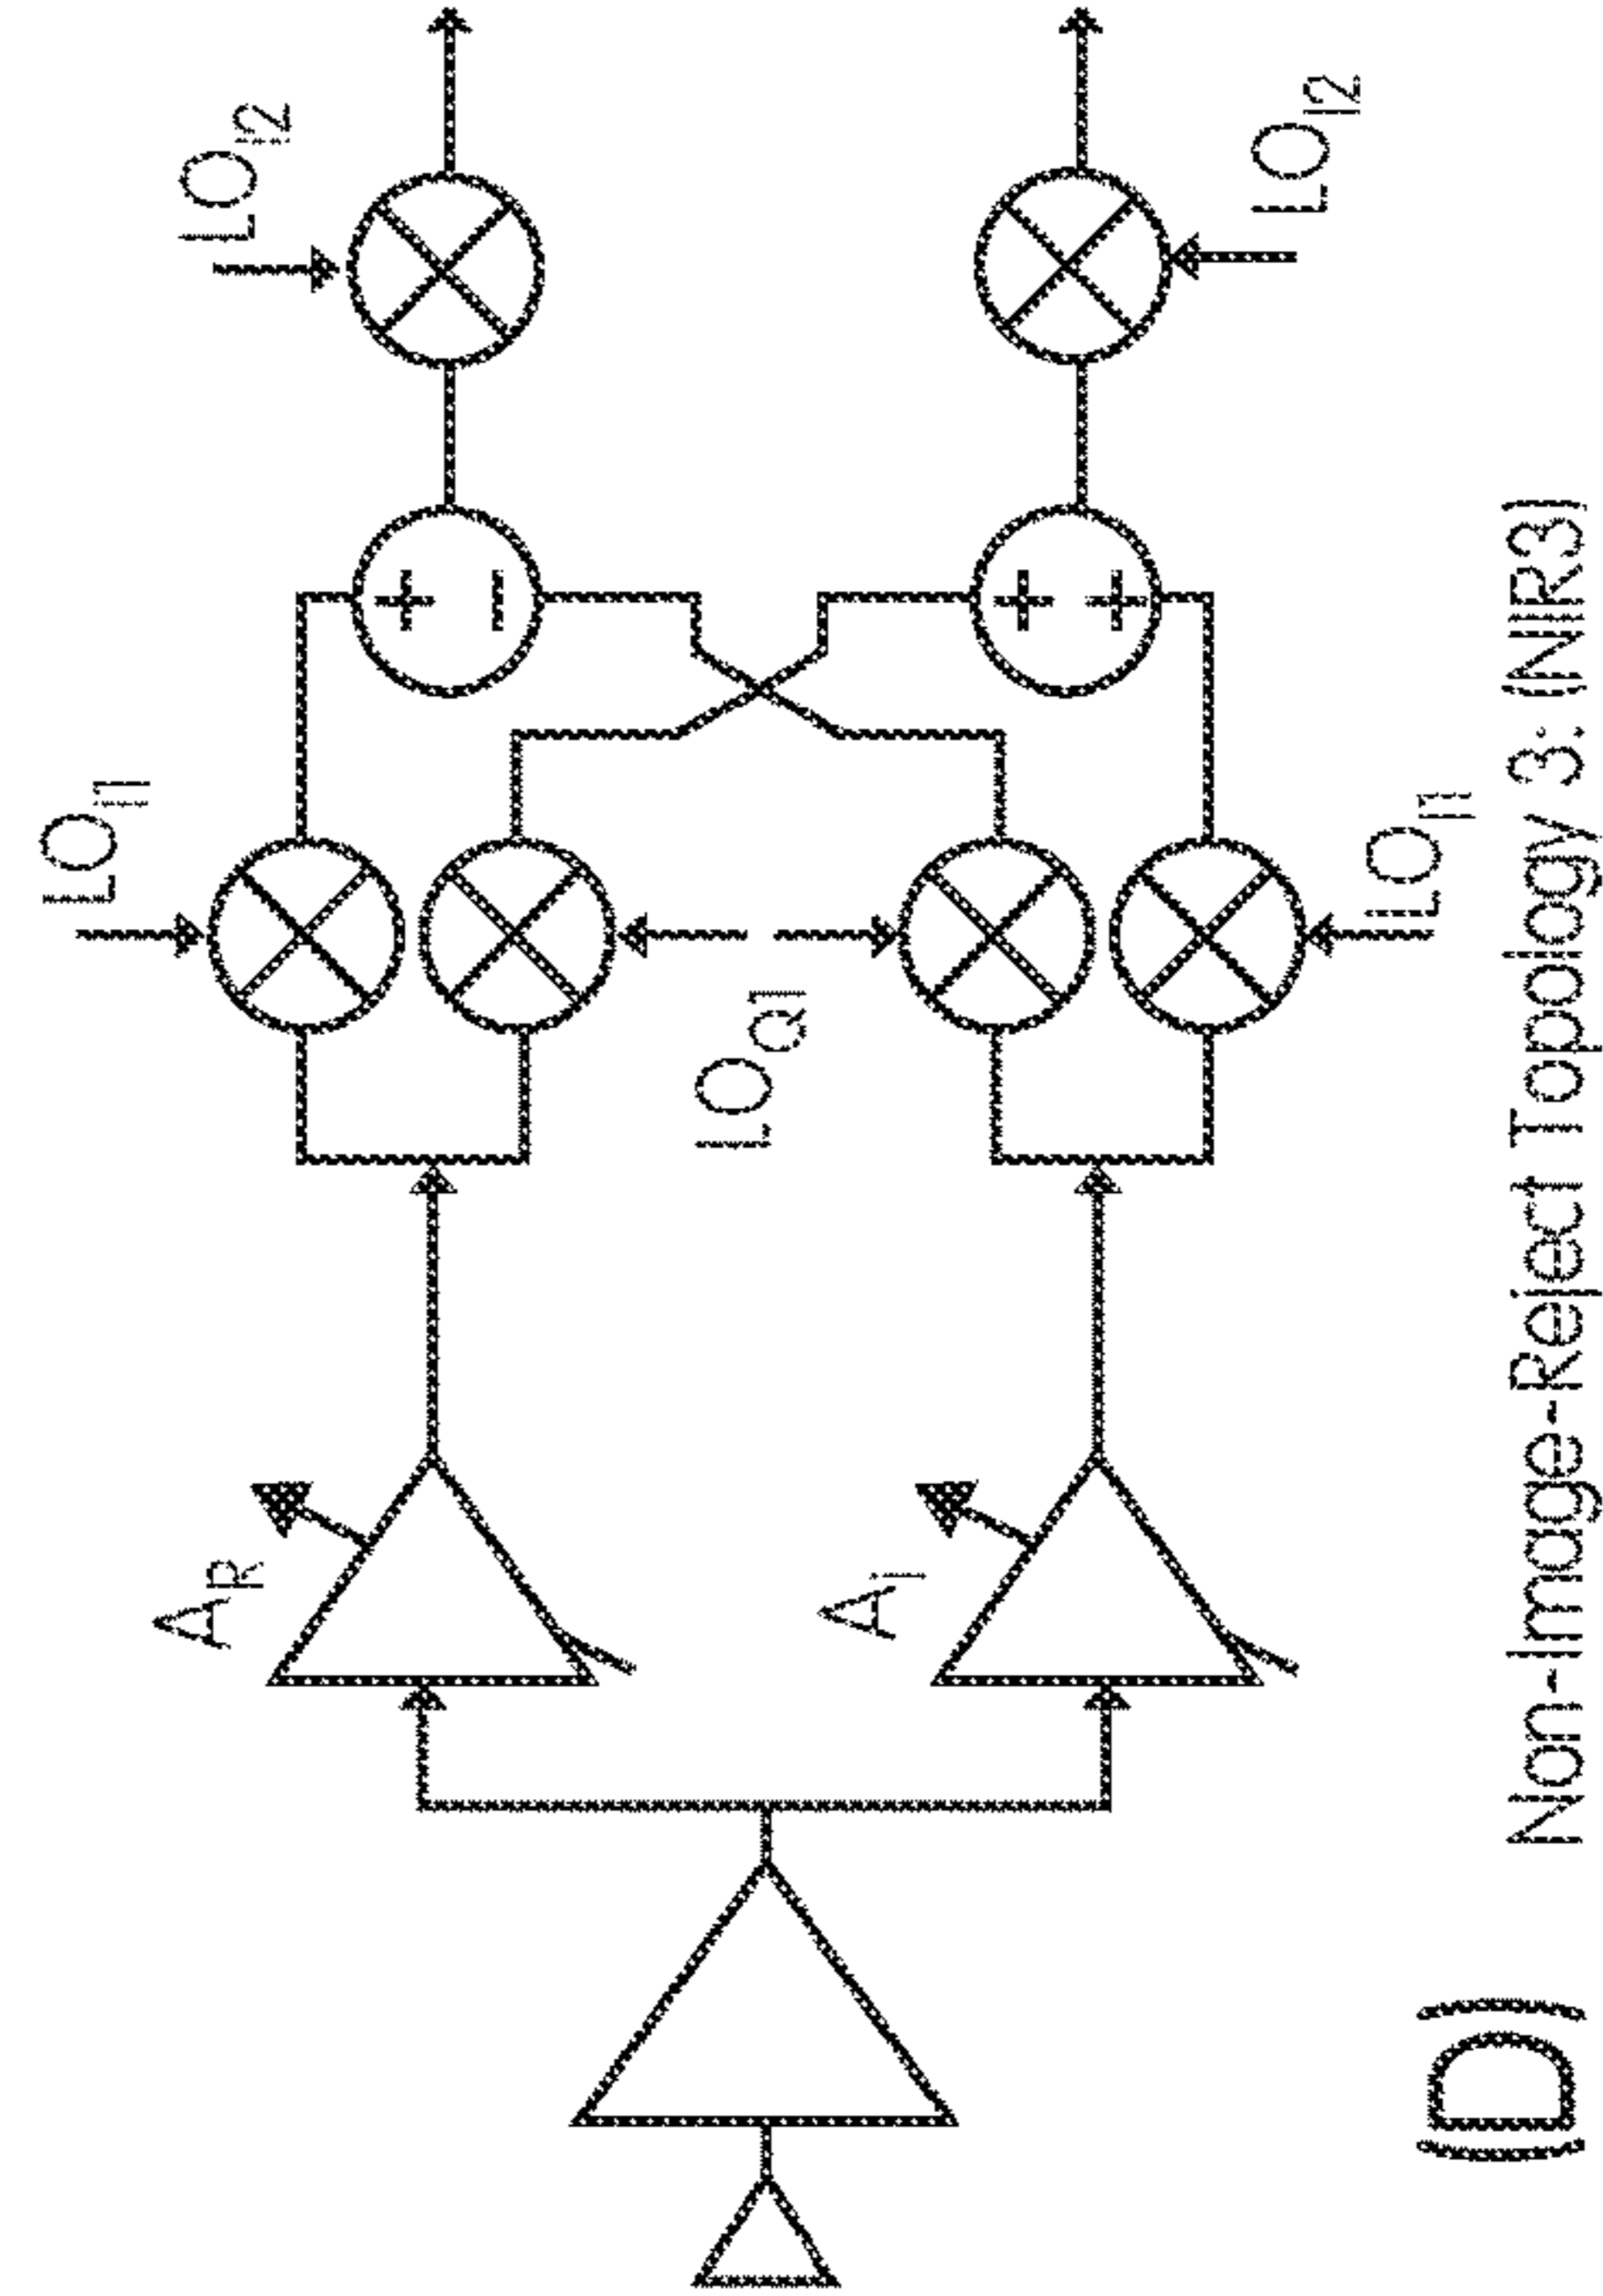 LO_I1
LO_I2
A_R
+
−
LO_Q1
A_I
+
+
LO_I1
LO_I2
(D) Non-Image-Reject Topology 3: (NIR3)